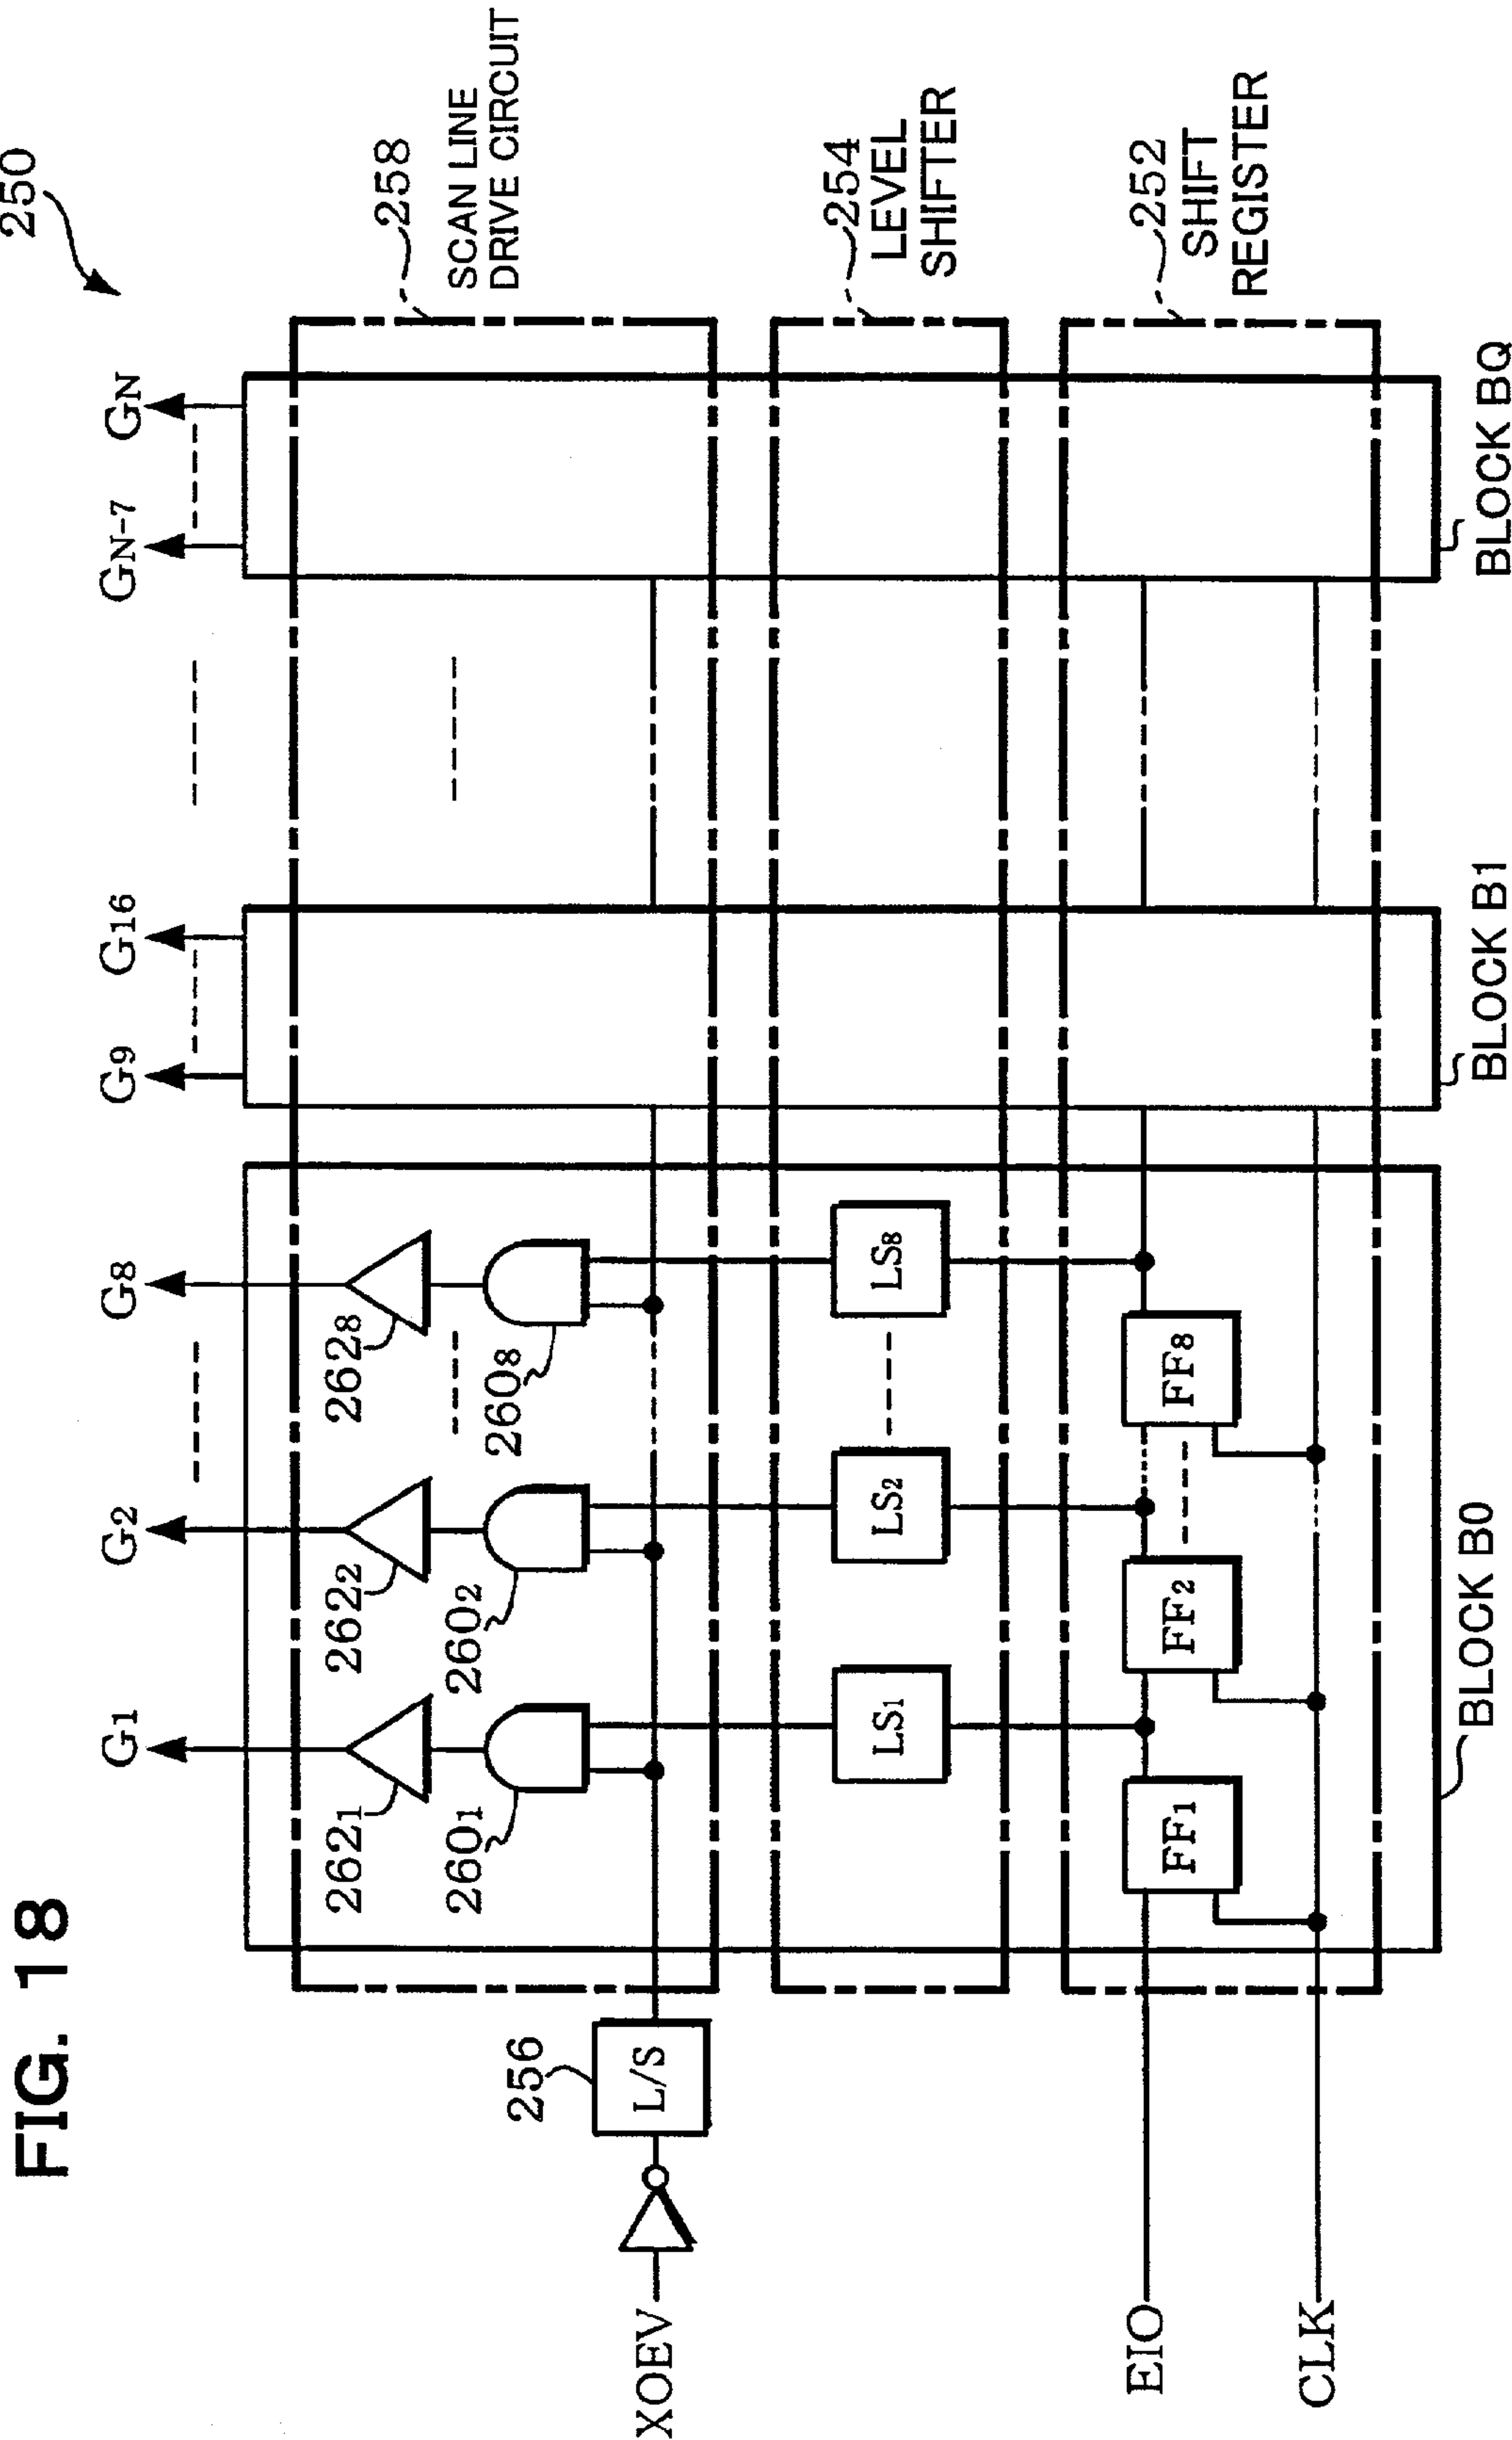 FIG. 18
250
G1
G2
G8
G9
G16
GN-7
GN
258
SCAN LINE
DRIVE CIRCUIT
2621
2622
2628
2601
2602
2608
XOEV
L/S
256
254
LEVEL
SHIFTER
LS1
LS2
LS8
252
SHIFT
REGISTER
EIO
FF1
FF2
FF8
CLK
BLOCK B0
BLOCK B1
BLOCK BQ